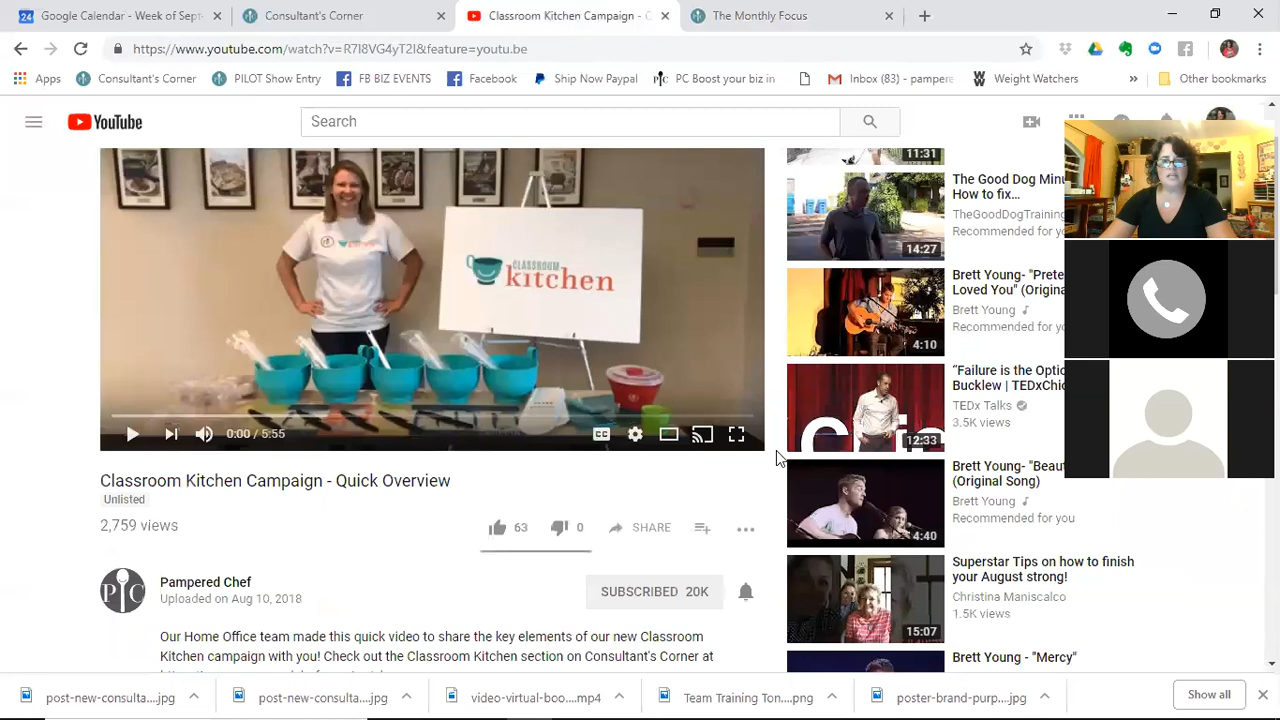 24 Google Calendar - Week of Sept
Consultant's Corner
Classroom Kitchen Campaign - C
The Monthly Focus
https://www.youtube.com/watch?v=R7I8VG4yT2I&feature=youtu.be
Apps
Consultant's Corner
PILOT Show Entry
FB BIZ EVENTS
Facebook
Ship Now Paypal
PC Boost your biz in
Inbox (83) - pampere
Weight Watchers
Other bookmarks
YouTube
Search
CLASSROOM
kitchen
0:00 / 5:55
CC
Classroom Kitchen Campaign - Quick Overview
Unlisted
2,759 views
63
0
SHARE
Pampered Chef
Uploaded on Aug 10, 2018
SUBSCRIBED 20K
Our Home Office team made this quick video to share the key elements of our new Classroom
Kitchen campaign with you! Check out the Classroom Kitchen section on Consultant's Corner at
11:31
The Good Dog Minu
How to fix...
TheGoodDogTraining
Recommended for yo
14:27
Brett Young- "Prete
Loved You" (Origina
Brett Young
Recommended for yo
4:10
"Failure is the Optio
Bucklew | TEDxChic
TEDx Talks
3.5K views
12:33
Brett Young- "Beau
(Original Song)
Brett Young
Recommended for you
4:40
Superstar Tips on how to finish
your August strong!
Christina Maniscalco
1.5K views
15:07
Brett Young - "Mercy"
post-new-consulta....jpg
post-new-consulta....jpg
video-virtual-boo....mp4
Team Training Ton....png
poster-brand-purp....jpg
Show all